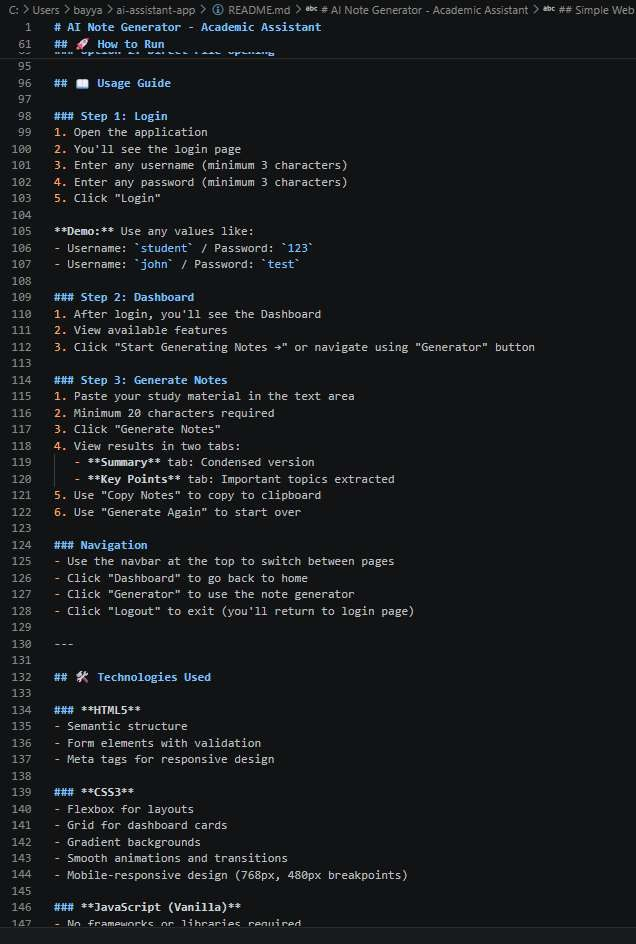 C: > Users > bayya > ai-assistant-app > README.md > # AI Note Generator - Academic Assistant > ## Simple Web
1 # AI Note Generator - Academic Assistant
61 ## 🚀 How to Run
65 ### Option 2: Direct File Opening
95
96 ## 📖 Usage Guide
97
98 ### Step 1: Login
99 1. Open the application
100 2. You'll see the login page
101 3. Enter any username (minimum 3 characters)
102 4. Enter any password (minimum 3 characters)
103 5. Click "Login"
104
105 **Demo:** Use any values like:
106 - Username: `student` / Password: `123`
107 - Username: `john` / Password: `test`
108
109 ### Step 2: Dashboard
110 1. After login, you'll see the Dashboard
111 2. View available features
112 3. Click "Start Generating Notes →" or navigate using "Generator" button
113
114 ### Step 3: Generate Notes
115 1. Paste your study material in the text area
116 2. Minimum 20 characters required
117 3. Click "Generate Notes"
118 4. View results in two tabs:
119 - **Summary** tab: Condensed version
120 - **Key Points** tab: Important topics extracted
121 5. Use "Copy Notes" to copy to clipboard
122 6. Use "Generate Again" to start over
123
124 ### Navigation
125 - Use the navbar at the top to switch between pages
126 - Click "Dashboard" to go back to home
127 - Click "Generator" to use the note generator
128 - Click "Logout" to exit (you'll return to login page)
129
130 ---
131
132 ## 🛠️ Technologies Used
133
134 ### **HTML5**
135 - Semantic structure
136 - Form elements with validation
137 - Meta tags for responsive design
138
139 ### **CSS3**
140 - Flexbox for layouts
141 - Grid for dashboard cards
142 - Gradient backgrounds
143 - Smooth animations and transitions
144 - Mobile-responsive design (768px, 480px breakpoints)
145
146 ### **JavaScript (Vanilla)**
147 - No frameworks or libraries required